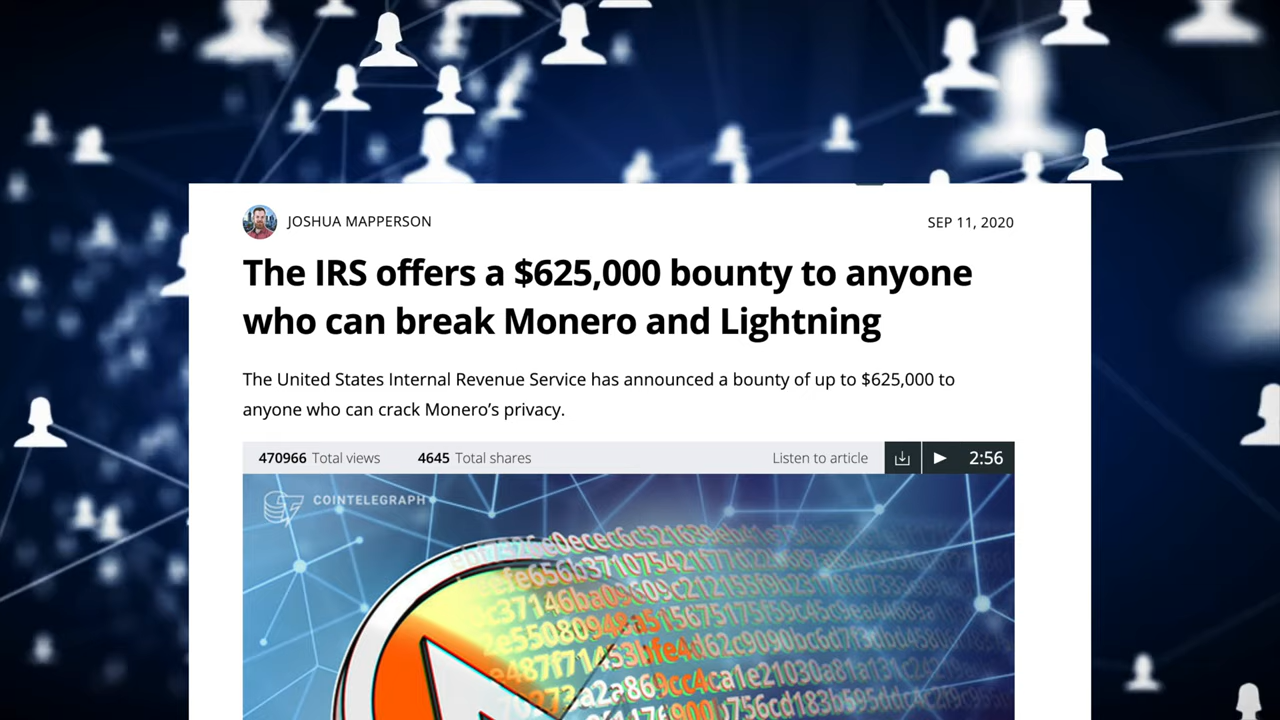 JOSHUA MAPPERSON
SEP 11, 2020
The IRS offers a $625,000 bounty to anyone
who can break Monero and Lightning
The United States Internal Revenue Service has announced a bounty of up to $625,000 to
anyone who can crack Monero’s privacy.
470966 Total views 4645 Total shares Listen to article 2:56
COINTELEGRAPH